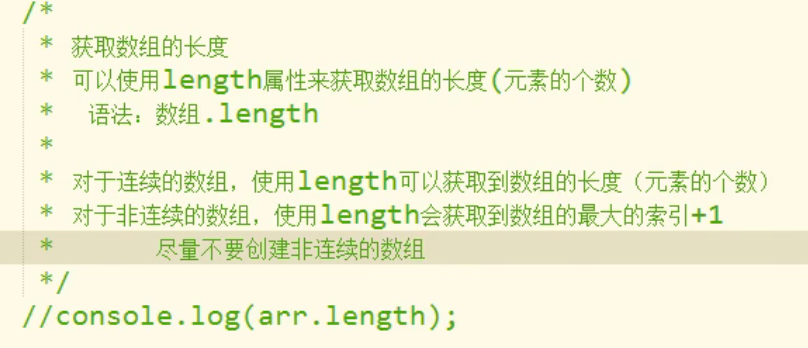 /*
* 获取数组的长度
* 可以使用length属性来获取数组的长度(元素的个数)
* 语法：数组.length
*
* 对于连续的数组，使用length可以获取到数组的长度（元素的个数）
* 对于非连续的数组，使用length会获取到数组的最大的索引+1
* 尽量不要创建非连续的数组
*/
//console.log(arr.length);